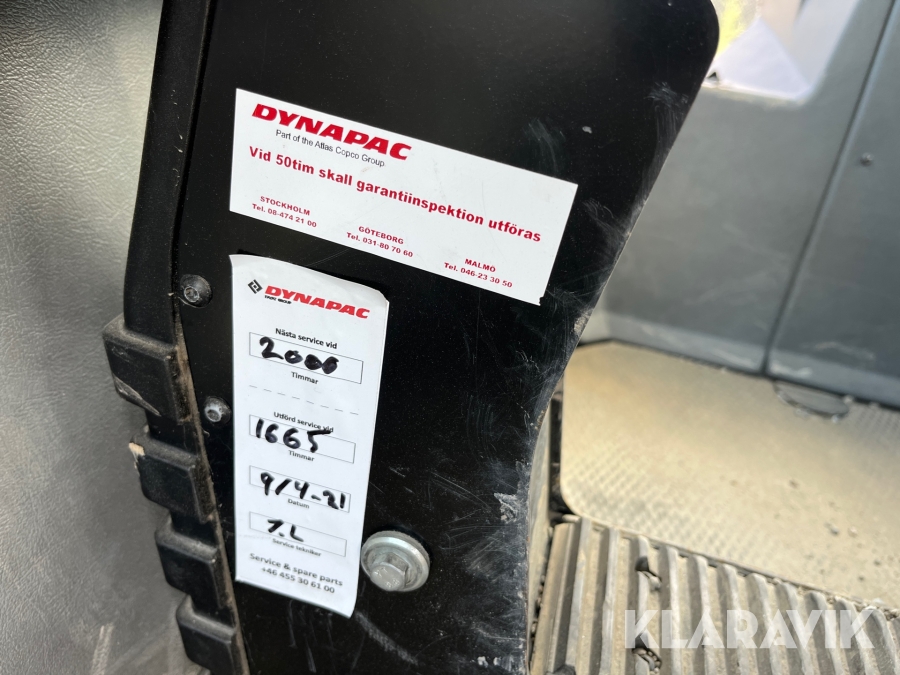 DYNAPAC
Part of the Atlas Copco Group
Vid 50tim skall garantiinspektion utföras
STOCKHOLM
Tel. 08-474 21 00
GÖTEBORG
Tel. 031-80 70 60
MALMÖ
Tel. 046-23 30 50
DYNAPAC
FAYAT GROUP
Nästa service vid
2000
Timmar
Utförd service vid
1665
Timmar
9/4-21
Datum
T.L
Service tekniker
Service & spare parts
+46 455 30 61 00
KLARAVIK